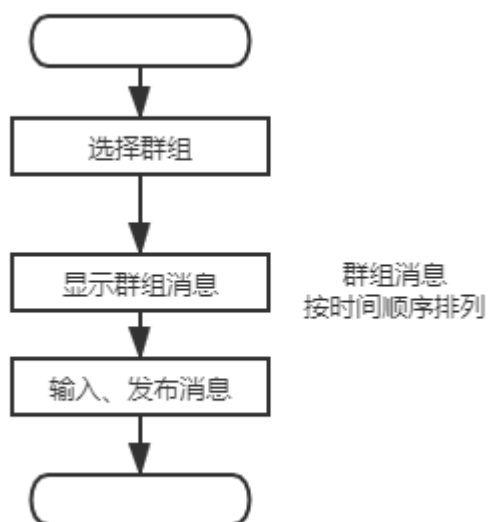 选择群组
显示群组消息
群组消息
按时间顺序排列
输入、发布消息